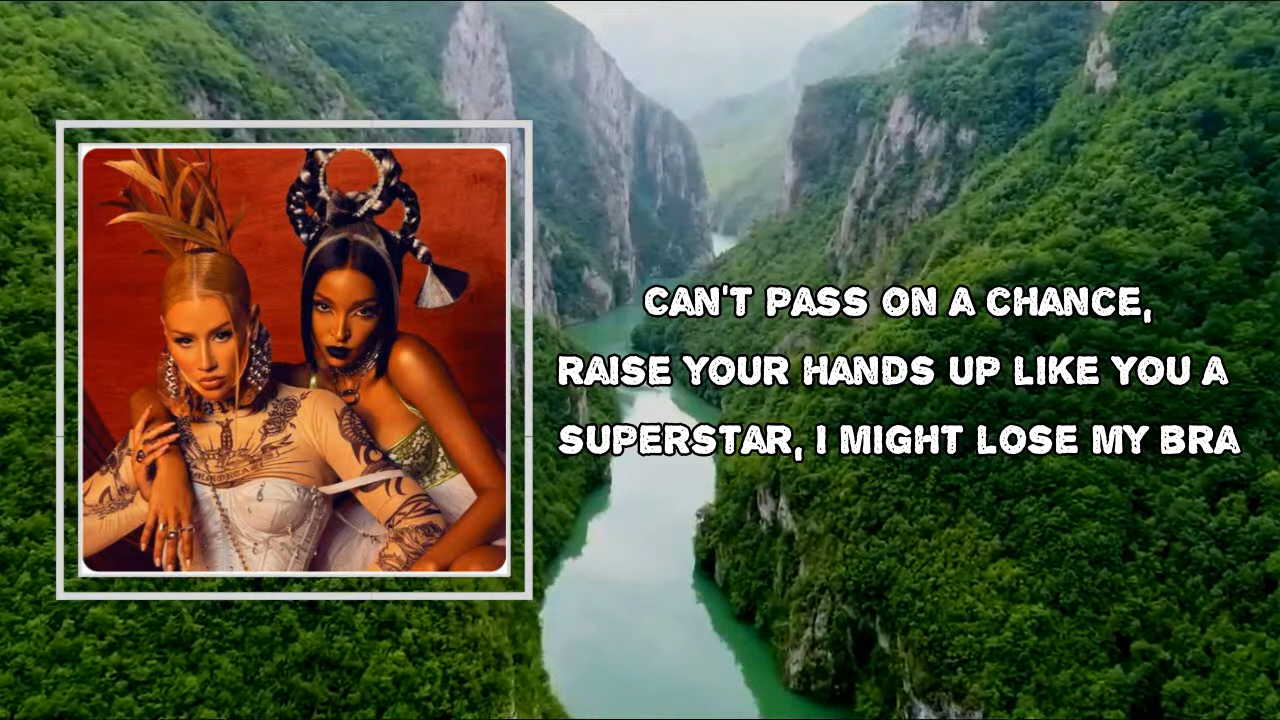 CAN'T PASS ON A CHANCE,
RAISE YOUR HANDS UP LIKE YOU A
SUPERSTAR, I MIGHT LOSE MY BRA